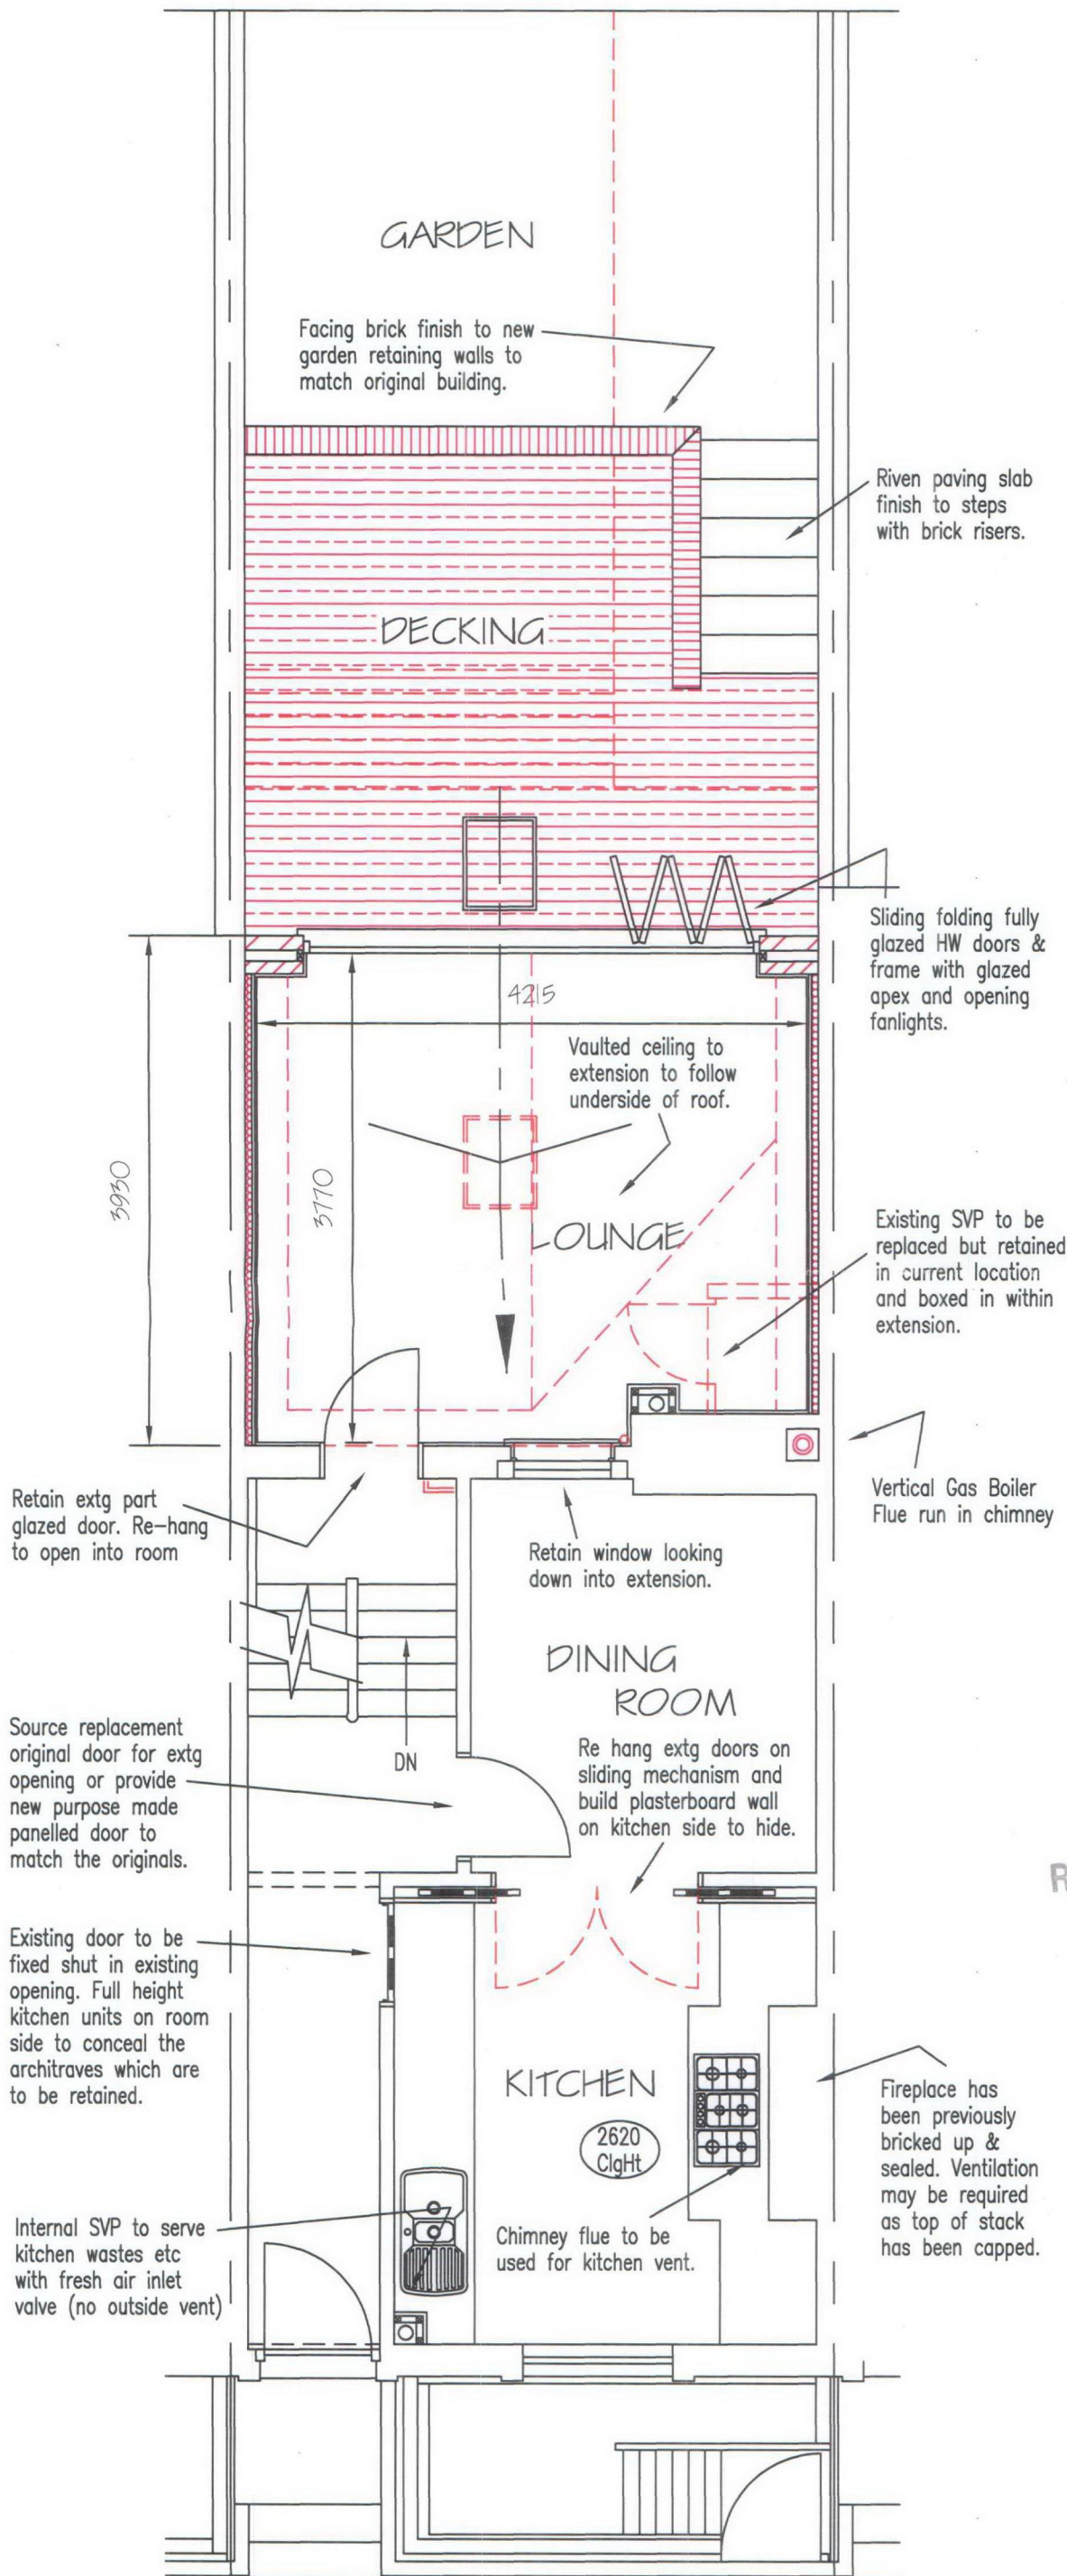 GARDEN
Facing brick finish to new
garden retaining walls to
match original building.
Riven paving slab
finish to steps
with brick risers.
DECKING
Sliding folding fully
glazed HW doors &
frame with glazed
apex and opening
fanlights.
4215
Vaulted ceiling to
extension to follow
underside of roof.
3930
3770
LOUNGE
Existing SVP to be
replaced but retained
in current location
and boxed in within
extension.
Vertical Gas Boiler
Flue run in chimney
Retain extg part
glazed door. Re-hang
to open into room
Retain window looking
down into extension.
DINING
ROOM
Source replacement
original door for extg
opening or provide
new purpose made
panelled door to
match the originals.
DN
Re hang extg doors on
sliding mechanism and
build plasterboard wall
on kitchen side to hide.
R
Existing door to be
fixed shut in existing
opening. Full height
kitchen units on room
side to conceal the
architraves which are
to be retained.
KITCHEN
2620
ClgHt
Fireplace has
been previously
bricked up &
sealed. Ventilation
may be required
as top of stack
has been capped.
Internal SVP to serve
kitchen wastes etc
with fresh air inlet
valve (no outside vent)
Chimney flue to be
used for kitchen vent.